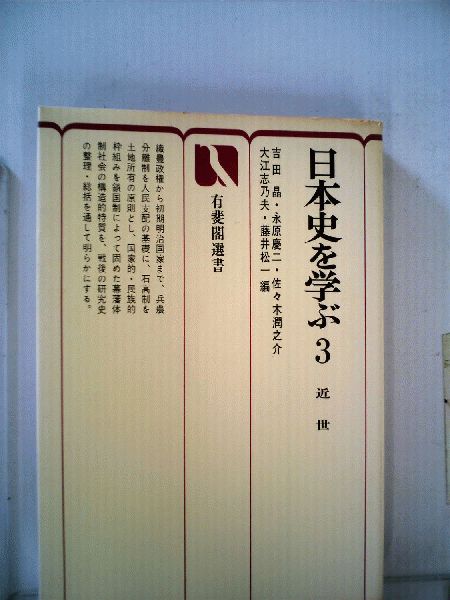 日本史を学ぶ3 近世
吉田晶・永原慶二・佐々木潤之介
大江志乃夫・藤井松一編
有斐閣選書
織豊政権から初期明治国家まで、兵農
分離制を人民支配の基礎に、石高制を
土地所有の原則とし、国家的・民族的
枠組みを鎖国制によって固めた幕藩体
制社会の構造的特質を、戦後の研究史
の整理・総括を通して明らかにする。